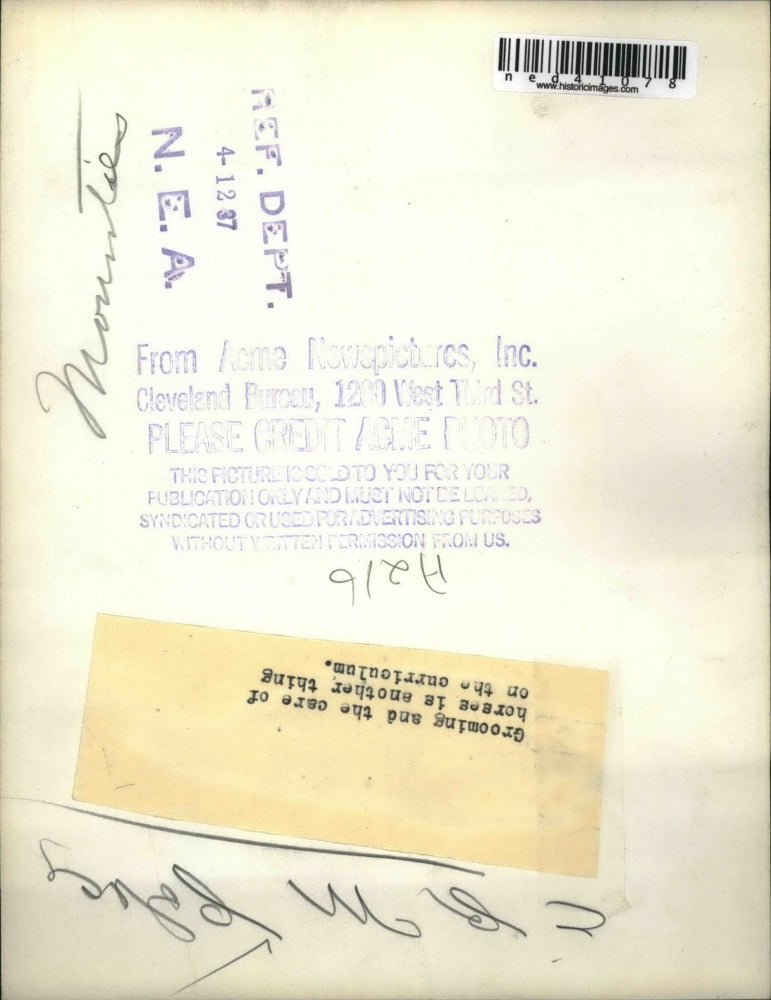 ned41078
www.historicimages.com
REF. DEPT.
4-12 37
N. E. A.
Mounties
From Acme Newspictures, Inc.
Cleveland Bureau, 1200 West Third St.
PLEASE CREDIT ACME PHOTO
THIS PICTURE IS SOLD TO YOU FOR YOUR
PUBLICATION ONLY AND MUST NOT BE LOANED,
SYNDICATED OR USED FOR ADVERTISING PURPOSES
WITHOUT WRITTEN PERMISSION FROM US.
Grooming and the care of
horses is another thing
on the curriculum.